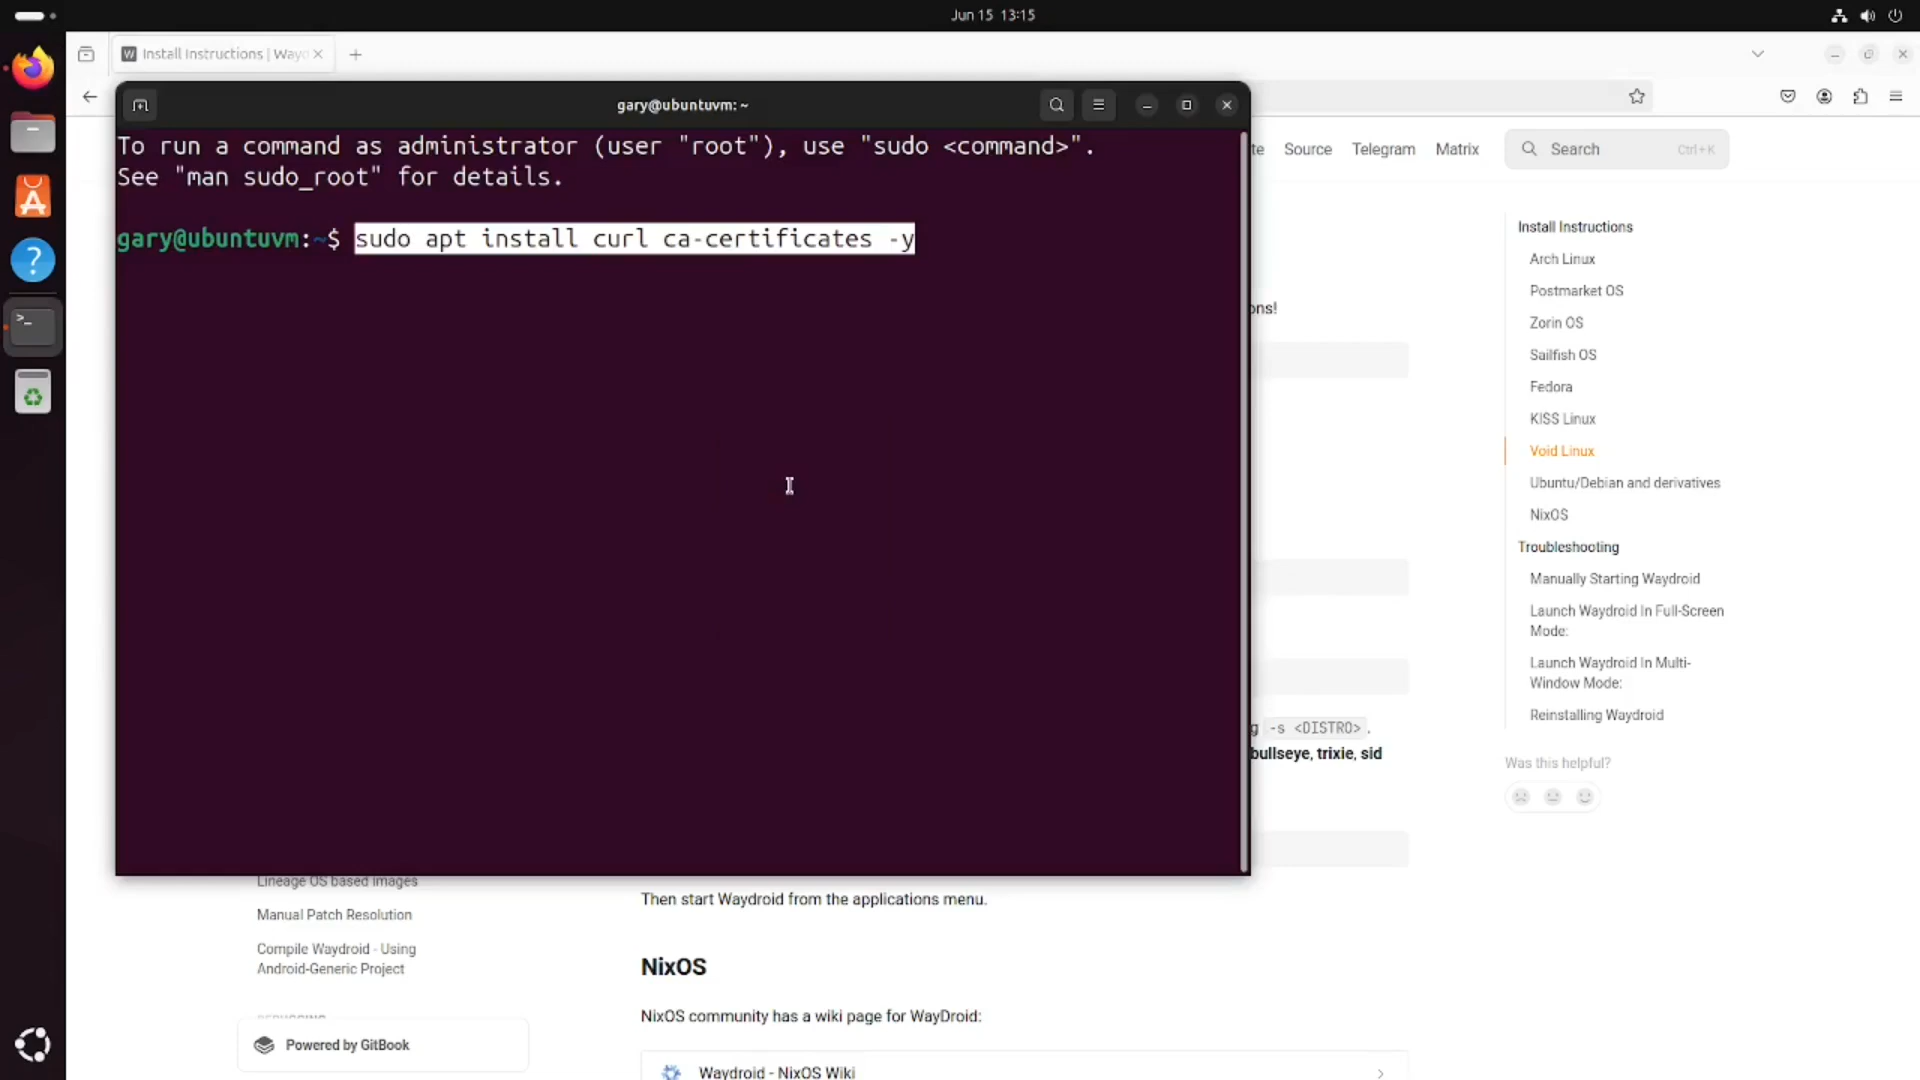 Jun 15 13:15
Install Instructions | Wayd
gary@ubuntuvm: ~
To run a command as administrator (user "root"), use "sudo <command>".
See "man sudo_root" for details.
gary@ubuntuvm:~$ sudo apt install curl ca-certificates -y
te Source Telegram Matrix
Search Ctrl+K
ons!
g -s <DISTRO>.
bullseye, trixie, sid
Install Instructions
Arch Linux
Postmarket OS
Zorin OS
Sailfish OS
Fedora
KISS Linux
Void Linux
Ubuntu/Debian and derivatives
NixOS
Troubleshooting
Manually Starting Waydroid
Launch Waydroid In Full-Screen
Mode:
Launch Waydroid In Multi-
Window Mode:
Reinstalling Waydroid
Was this helpful?
Lineage OS based images
Manual Patch Resolution
Compile Waydroid - Using
Android-Generic Project
Powered by GitBook
Then start Waydroid from the applications menu.
NixOS
NixOS community has a wiki page for WayDroid:
Waydroid - NixOS Wiki